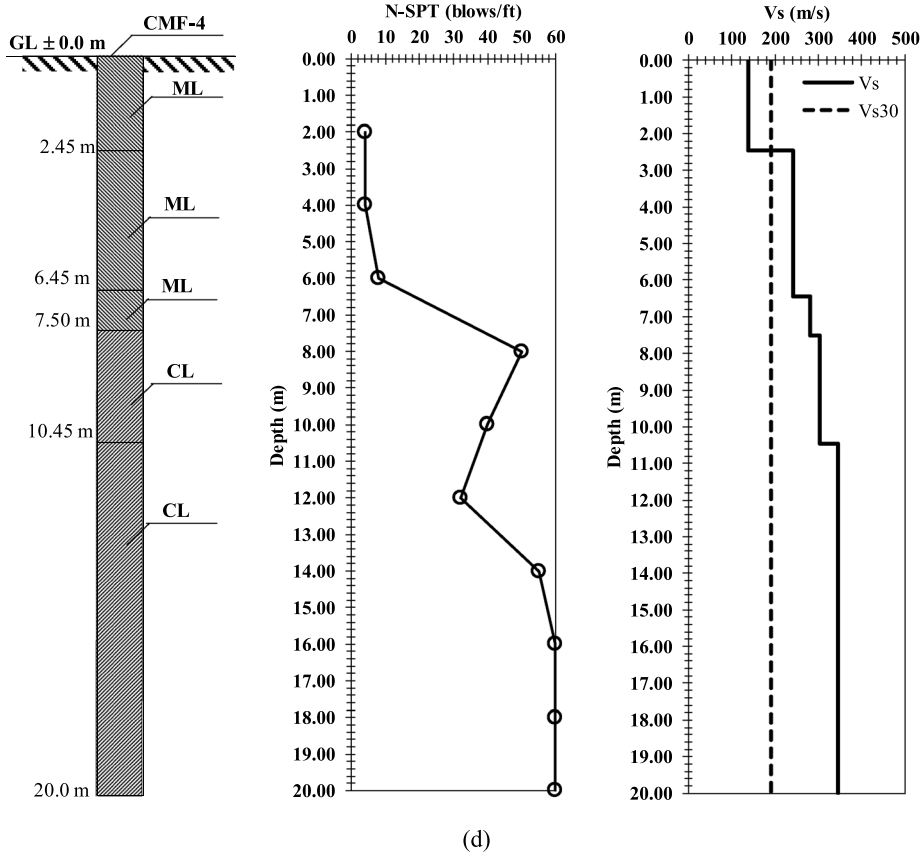 CMF-4
GL ± 0.0 m
ML
2.45 m
ML
6.45 m
ML
7.50 m
CL
10.45 m
CL
20.0 m
N-SPT (blows/ft)
0 10 20 30 40 50 60
0.00
1.00
2.00
3.00
4.00
5.00
6.00
7.00
8.00
9.00
10.00
11.00
12.00
13.00
14.00
15.00
16.00
17.00
18.00
19.00
20.00
Depth (m)
Vs (m/s)
0 100 200 300 400 500
0.00
1.00
2.00
3.00
4.00
5.00
6.00
7.00
8.00
9.00
10.00
11.00
12.00
13.00
14.00
15.00
16.00
17.00
18.00
19.00
20.00
Depth (m)
Vs
Vs30
(d)